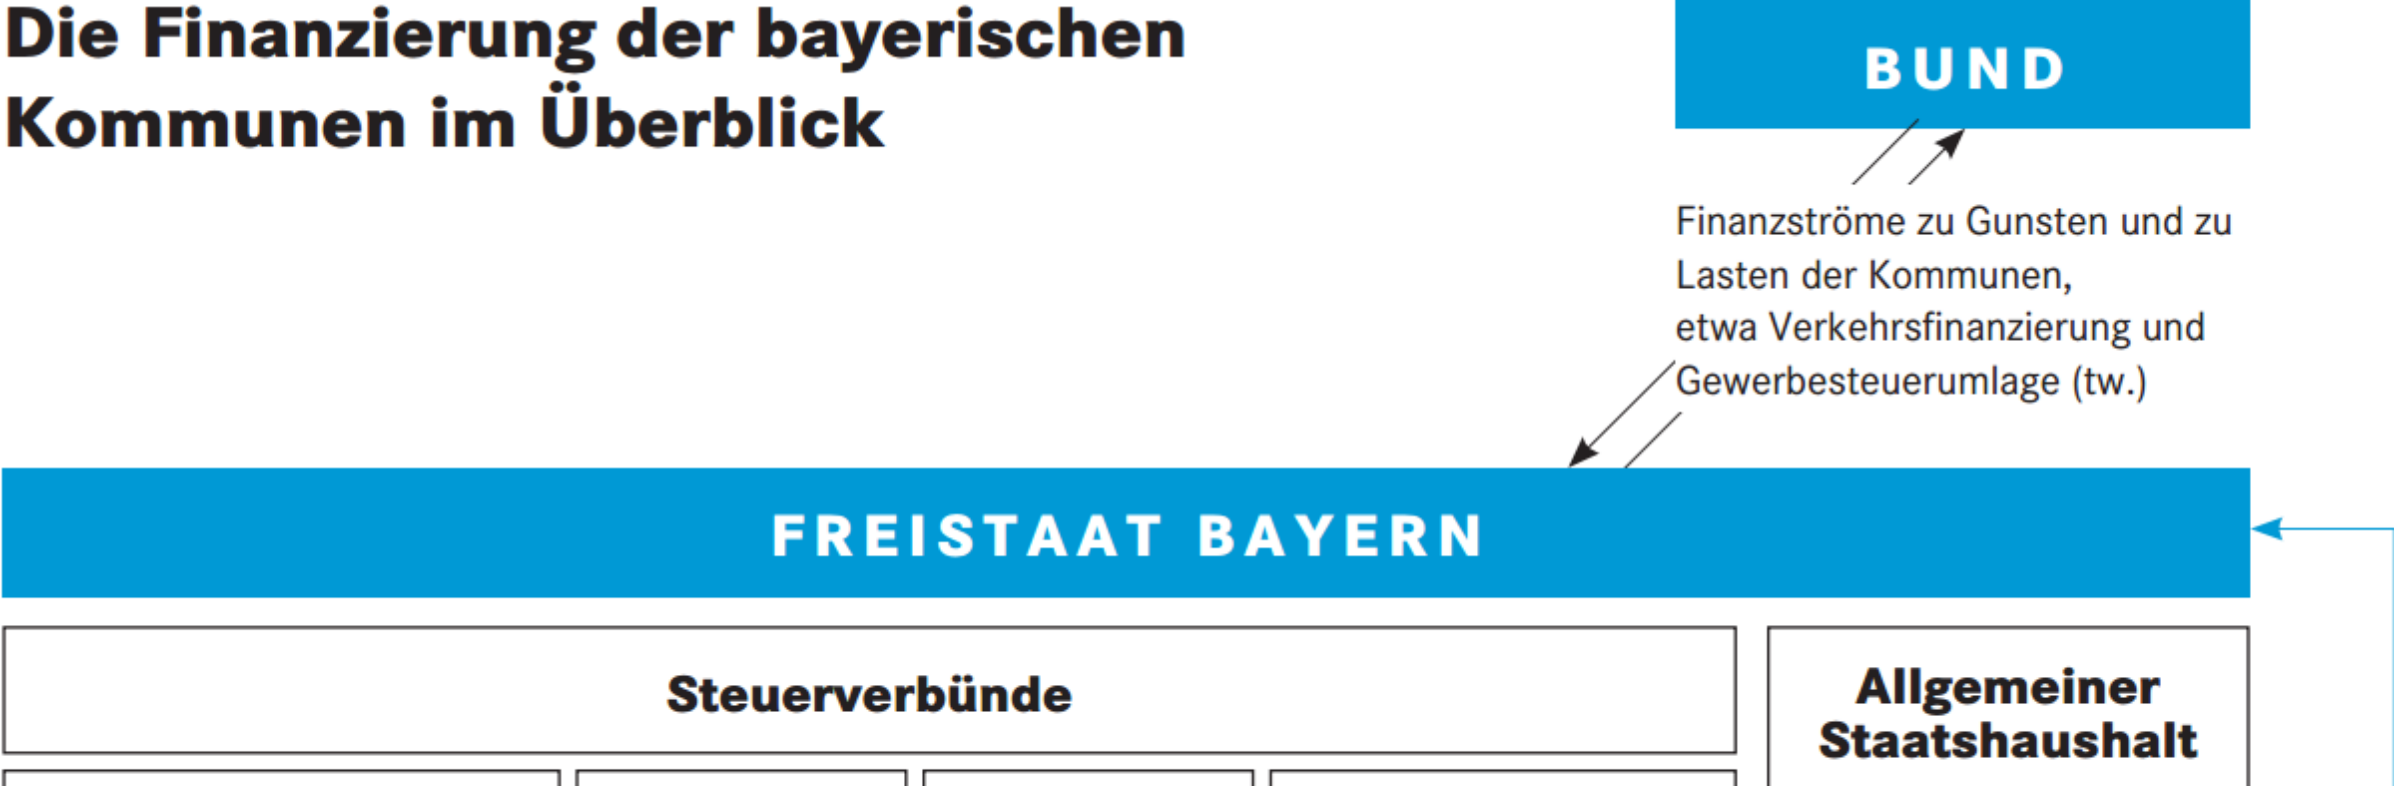 Die Finanzierung der bayerischen
Kommunen im Überblick
BUND
Finanzströme zu Gunsten und zu
Lasten der Kommunen,
etwa Verkehrsfinanzierung und
Gewerbesteuerumlage (tw.)
FREISTAAT BAYERN
Steuerverbünde
Allgemeiner
Staatshaushalt